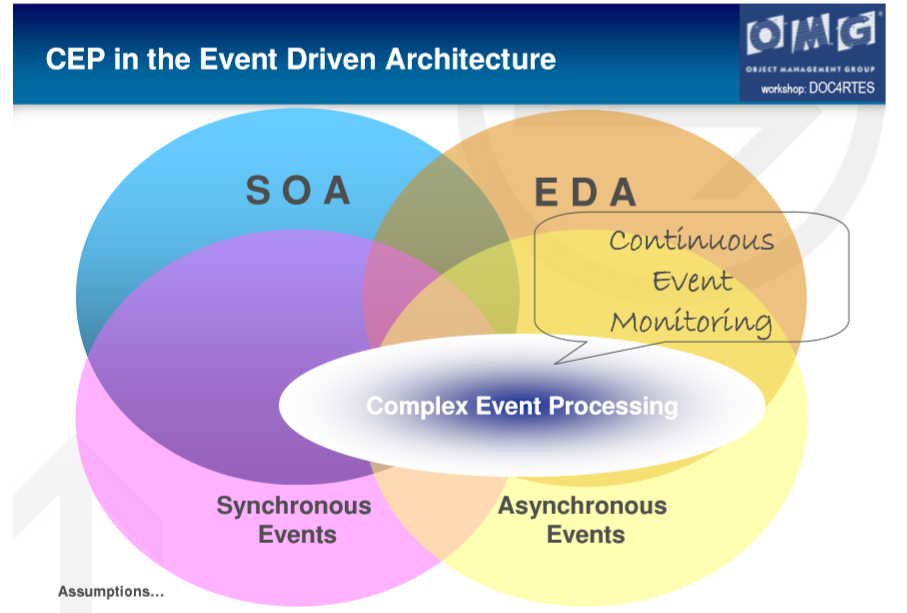 CEP in the Event Driven Architecture
OMG
OBJECT MANAGEMENT GROUP
workshop: DOC4RTES
S O A
E D A
Continuous
Event
Monitoring
Complex Event Processing
Synchronous
Events
Asynchronous
Events
Assumptions...